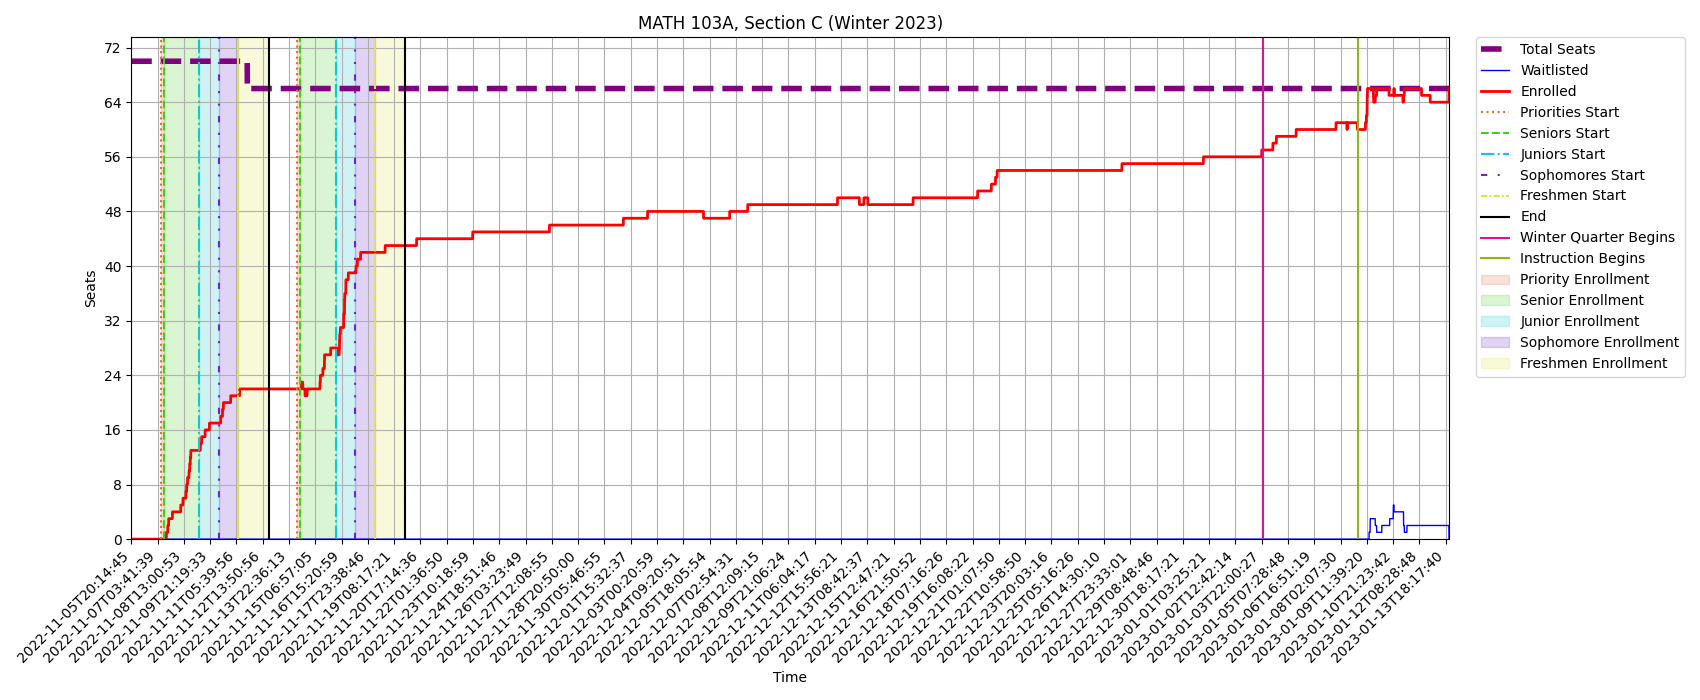 MATH 103A, Section C (Winter 2023)
Seats
72
64
56
48
40
32
24
16
8
0
2022-11-05T20:14:45
2022-11-07T03:41:39
2022-11-08T13:00:53
2022-11-09T21:19:33
2022-11-11T05:39:56
2022-11-12T13:50:56
2022-11-13T22:36:13
2022-11-15T06:57:05
2022-11-16T15:20:59
2022-11-17T23:38:46
2022-11-19T08:17:21
2022-11-20T17:14:36
2022-11-22T01:36:50
2022-11-23T10:18:59
2022-11-24T18:51:46
2022-11-26T03:23:49
2022-11-27T12:08:55
2022-11-28T20:50:00
2022-11-30T05:46:55
2022-12-01T15:32:37
2022-12-03T00:20:59
2022-12-04T09:20:51
2022-12-05T18:05:54
2022-12-07T02:54:31
2022-12-08T12:09:15
2022-12-09T21:06:24
2022-12-11T06:04:17
2022-12-12T15:56:21
2022-12-13T08:42:37
2022-12-15T12:47:21
2022-12-16T21:50:52
2022-12-18T07:16:26
2022-12-19T16:08:22
2022-12-21T01:07:50
2022-12-22T10:58:50
2022-12-23T20:03:16
2022-12-25T05:16:26
2022-12-26T14:30:10
2022-12-27T23:33:01
2022-12-29T08:48:46
2022-12-30T18:17:21
2023-01-01T03:25:21
2023-01-02T12:42:14
2023-01-03T22:00:27
2023-01-05T07:28:48
2023-01-06T16:51:19
2023-01-08T02:07:30
2023-01-09T11:39:20
2023-01-10T21:23:42
2023-01-12T08:28:48
2023-01-13T18:17:40
Time
Total Seats
Waitlisted
Enrolled
Priorities Start
Seniors Start
Juniors Start
Sophomores Start
Freshmen Start
End
Winter Quarter Begins
Instruction Begins
Priority Enrollment
Senior Enrollment
Junior Enrollment
Sophomore Enrollment
Freshmen Enrollment